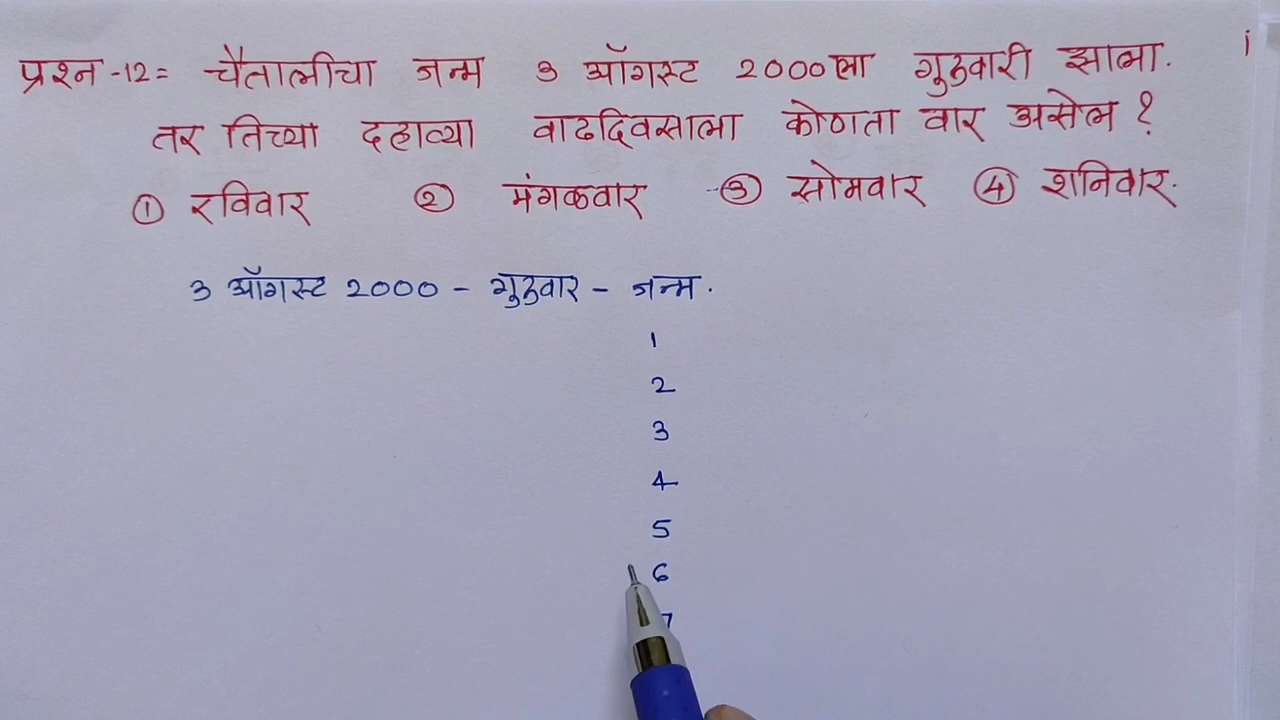 प्रश्न -12= चैतालीचा जन्म 3 ऑगस्ट 2000ला गुरुवारी झाला.
तर तिच्या दहाव्या वाढदिवसाला कोणता वार असेल ?
① रविवार ② मंगळवार ③ सोमवार ④ शनिवार.
3 ऑगस्ट 2000 - गुरुवार - जन्म.
1
2
3
4
5
6
7